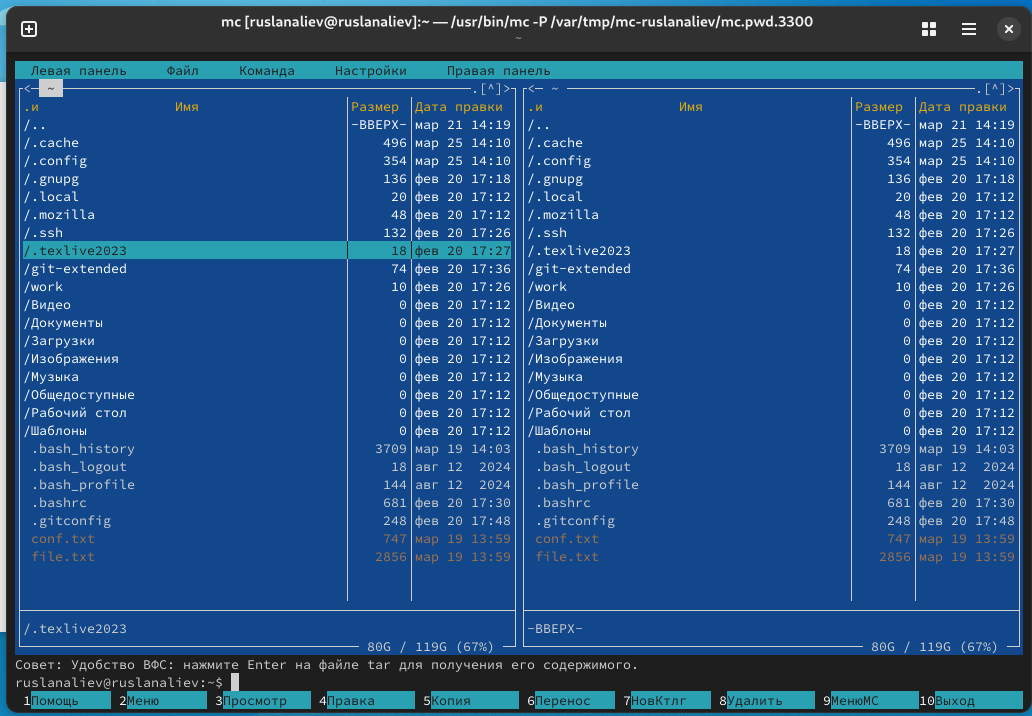 mc [ruslanaliev@ruslanaliev]:~ — /usr/bin/mc -P /var/tmp/mc-ruslanaliev/mc.pwd.3300
~
Левая панель Файл Команда Настройки Правая панель
<— ~ .[^]> <— ~ .[^]>
.и Имя Размер Дата правки .и Имя Размер Дата правки
/.. -ВВЕРХ- мар 21 14:19 /.. -ВВЕРХ- мар 21 14:19
/.cache 496 мар 25 14:10 /.cache 496 мар 25 14:10
/.config 354 мар 25 14:10 /.config 354 мар 25 14:10
/.gnupg 136 фев 20 17:18 /.gnupg 136 фев 20 17:18
/.local 20 фев 20 17:12 /.local 20 фев 20 17:12
/.mozilla 48 фев 20 17:12 /.mozilla 48 фев 20 17:12
/.ssh 132 фев 20 17:26 /.ssh 132 фев 20 17:26
/.texlive2023 18 фев 20 17:27 /.texlive2023 18 фев 20 17:27
/git-extended 74 фев 20 17:36 /git-extended 74 фев 20 17:36
/work 10 фев 20 17:26 /work 10 фев 20 17:26
/Видео 0 фев 20 17:12 /Видео 0 фев 20 17:12
/Документы 0 фев 20 17:12 /Документы 0 фев 20 17:12
/Загрузки 0 фев 20 17:12 /Загрузки 0 фев 20 17:12
/Изображения 0 фев 20 17:12 /Изображения 0 фев 20 17:12
/Музыка 0 фев 20 17:12 /Музыка 0 фев 20 17:12
/Общедоступные 0 фев 20 17:12 /Общедоступные 0 фев 20 17:12
/Рабочий стол 0 фев 20 17:12 /Рабочий стол 0 фев 20 17:12
/Шаблоны 0 фев 20 17:12 /Шаблоны 0 фев 20 17:12
.bash_history 3709 мар 19 14:03 .bash_history 3709 мар 19 14:03
.bash_logout 18 авг 12 2024 .bash_logout 18 авг 12 2024
.bash_profile 144 авг 12 2024 .bash_profile 144 авг 12 2024
.bashrc 681 фев 20 17:30 .bashrc 681 фев 20 17:30
.gitconfig 248 фев 20 17:48 .gitconfig 248 фев 20 17:48
conf.txt 747 мар 19 13:59 conf.txt 747 мар 19 13:59
file.txt 2856 мар 19 13:59 file.txt 2856 мар 19 13:59
/.texlive2023 -ВВЕРХ-
80G / 119G (67%) 80G / 119G (67%)
Совет: Удобство ВФС: нажмите Enter на файле tar для получения его содержимого.
ruslanaliev@ruslanaliev:~$
1Помощь 2Меню 3Просмотр 4Правка 5Копия 6Перенос 7НовКтлг 8Удалить 9МенюMC 10Выход